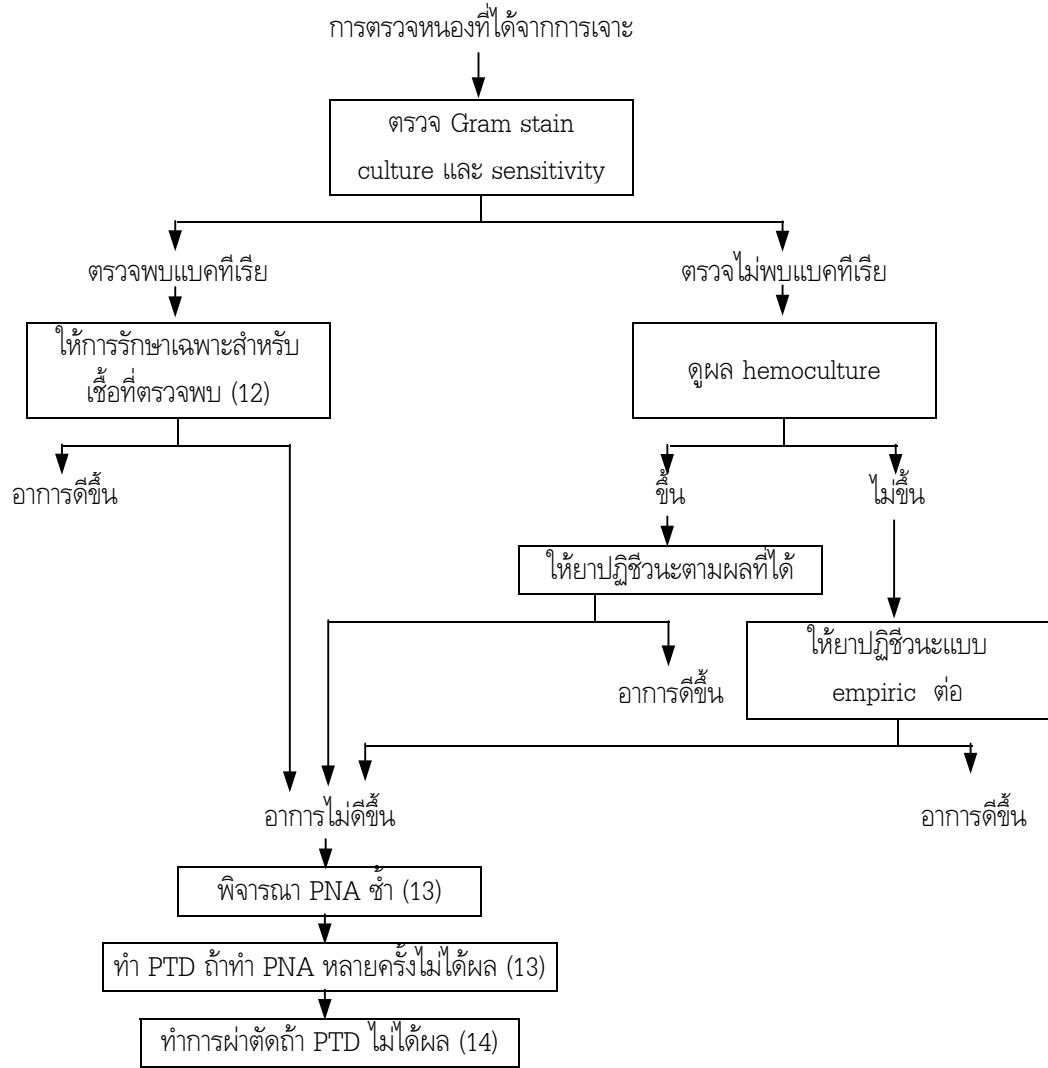 การตรวจหนองที่ได้จากการเจาะ
ตรวจ Gram stain
culture และ sensitivity
ตรวจพบแบคทีเรีย
ตรวจไม่พบแบคทีเรีย
ให้การรักษาเฉพาะสำหรับ
เชื้อที่ตรวจพบ (12)
ดูผล hemoculture
อาการดีขึ้น
ขึ้น
ไม่ขึ้น
ให้ยาปฏิชีวนะตามผลที่ได้
ให้ยาปฏิชีวนะแบบ
empiric ต่อ
อาการดีขึ้น
อาการไม่ดีขึ้น
อาการดีขึ้น
พิจารณา PNA ซ้ำ (13)
ทำ PTD ถ้าทำ PNA หลายครั้งไม่ได้ผล (13)
ทำการผ่าตัดถ้า PTD ไม่ได้ผล (14)